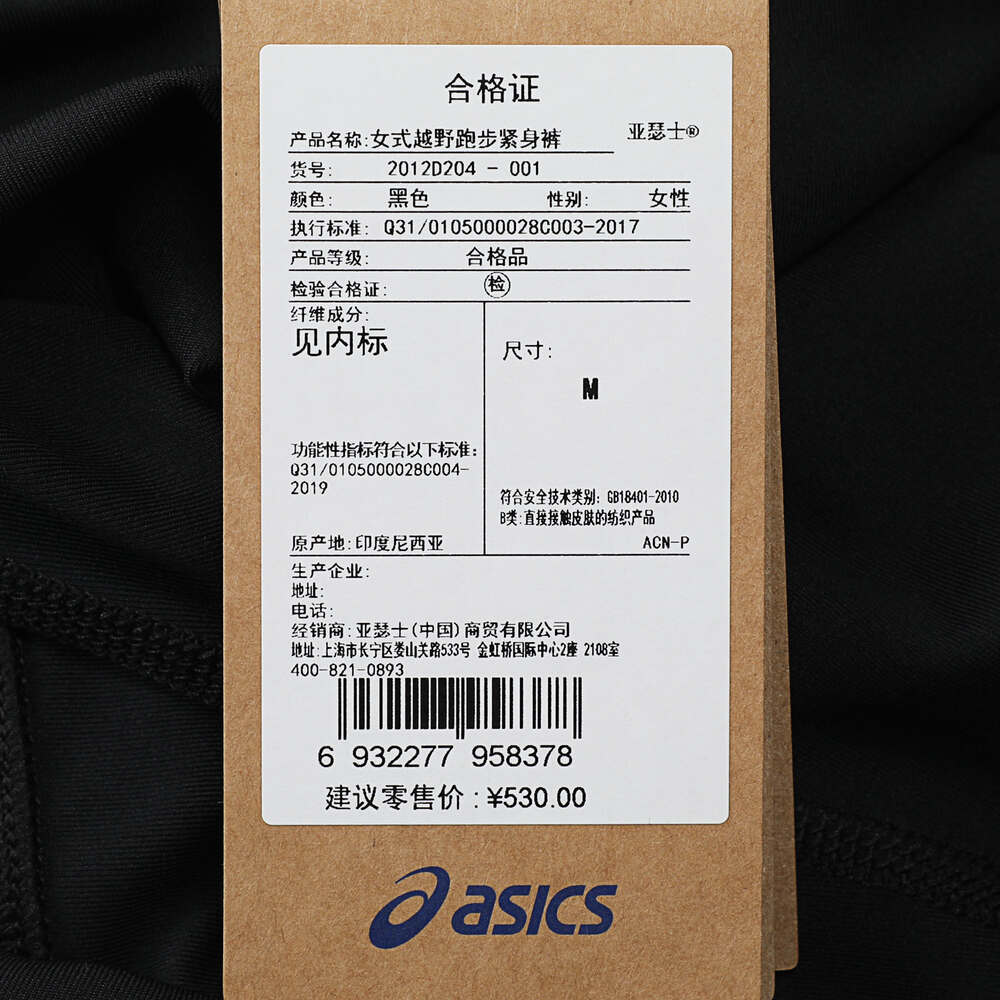 合格证
产品名称:女式越野跑步紧身裤 亚瑟士®
货号: 2012D204 - 001
颜色: 黑色 性别: 女性
执行标准: Q31/0105000028C003-2017
产品等级: 合格品
检验合格证: 检
纤维成分:
见内标
功能性指标符合以下标准:
Q31/0105000028C004-
2019
原产地:印度尼西亚
尺寸:
M
符合安全技术类别: GB18401-2010
B类:直接接触皮肤的纺织产品
ACN-P
生产企业:
地址:
电话:
经销商:亚瑟士(中国)商贸有限公司
地址:上海市长宁区娄山关路533号 金虹桥国际中心2座 2108室
400-821-0893
6 932277 958378
建议零售价:¥530.00
asics